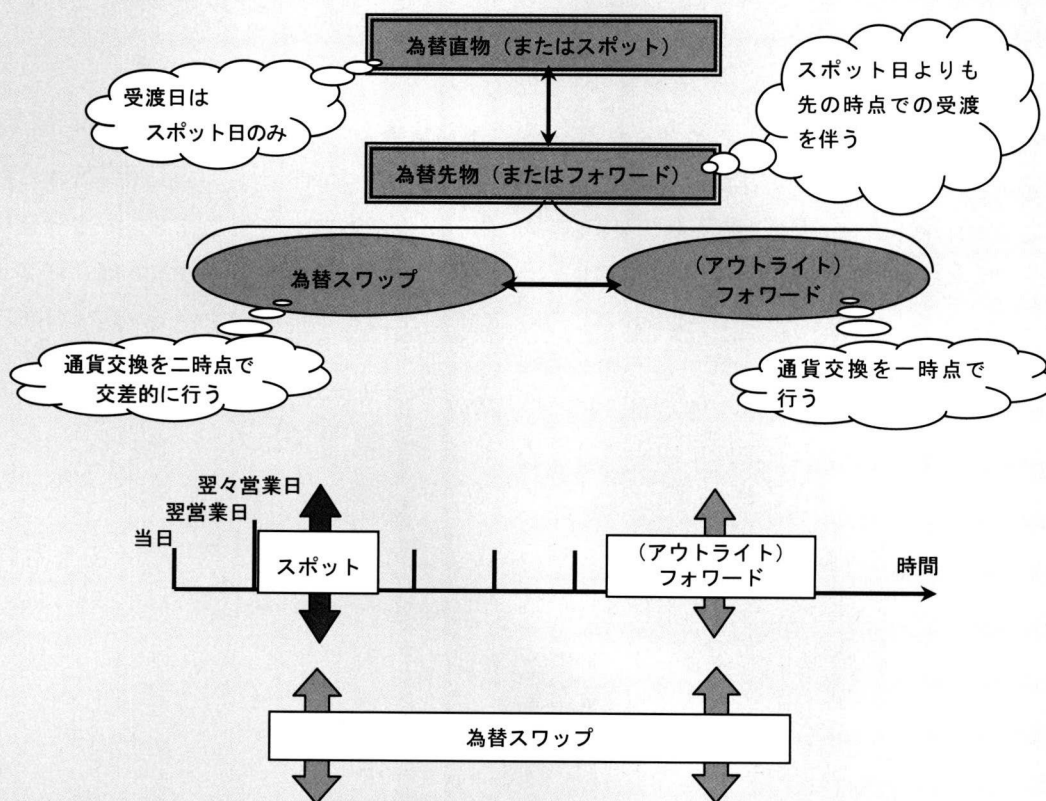 為替直物（またはスポット）
受渡日は
スポット日のみ
スポット日よりも
先の時点での受渡
を伴う
為替先物（またはフォワード）
為替スワップ
（アウトライト）
フォワード
通貨交換を二時点で
交差的に行う
通貨交換を一時点で
行う
翌々営業日
翌営業日
当日
スポット
（アウトライト）
フォワード
時間
為替スワップ